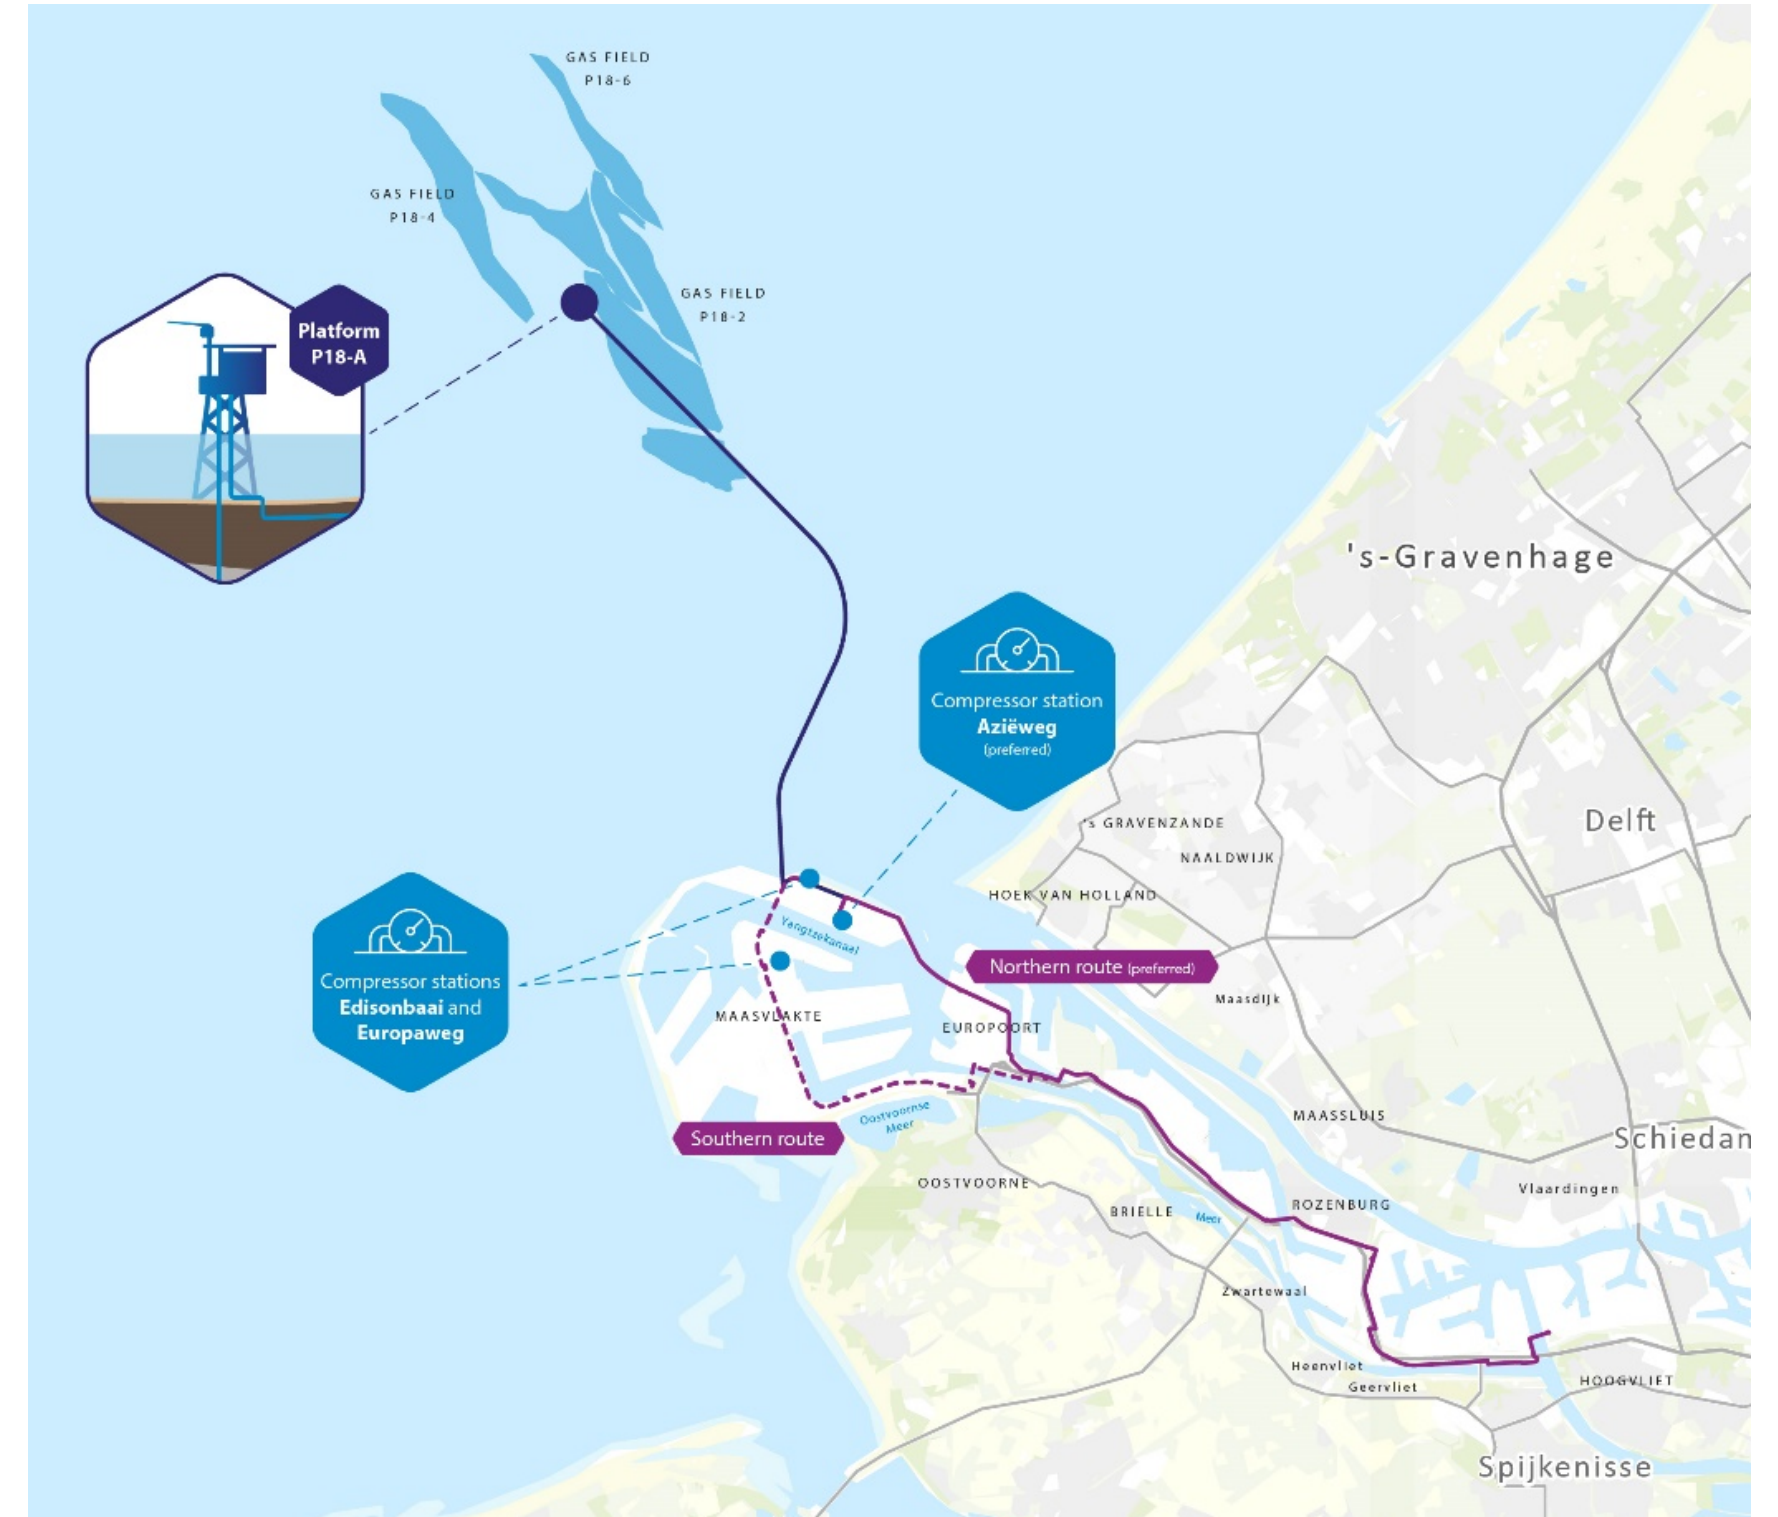 GAS FIELD
P18-6
GAS FIELD
P18-4
GAS FIELD
P18-2
Platform
P18-A
's-Gravenhage
Compressor station
Aziëweg
(preferred)
Delft
's GRAVENZANDE
NAALDWIJK
HOEK VAN HOLLAND
Yangtzekanaal
Northern route (preferred)
Compressor stations
Edisonbaai and
Europaweg
Maasdijk
MAASVLAKTE
EUROPOORT
Oostvoornse
Meer
MAASSLUIS
Southern route
Schiedam
OOSTVOORNE
Vlaardingen
ROZENBURG
BRIELLE
Meer
Zwartewaal
Heenvliet
Geervliet
HOOGVLIET
Spijkenisse